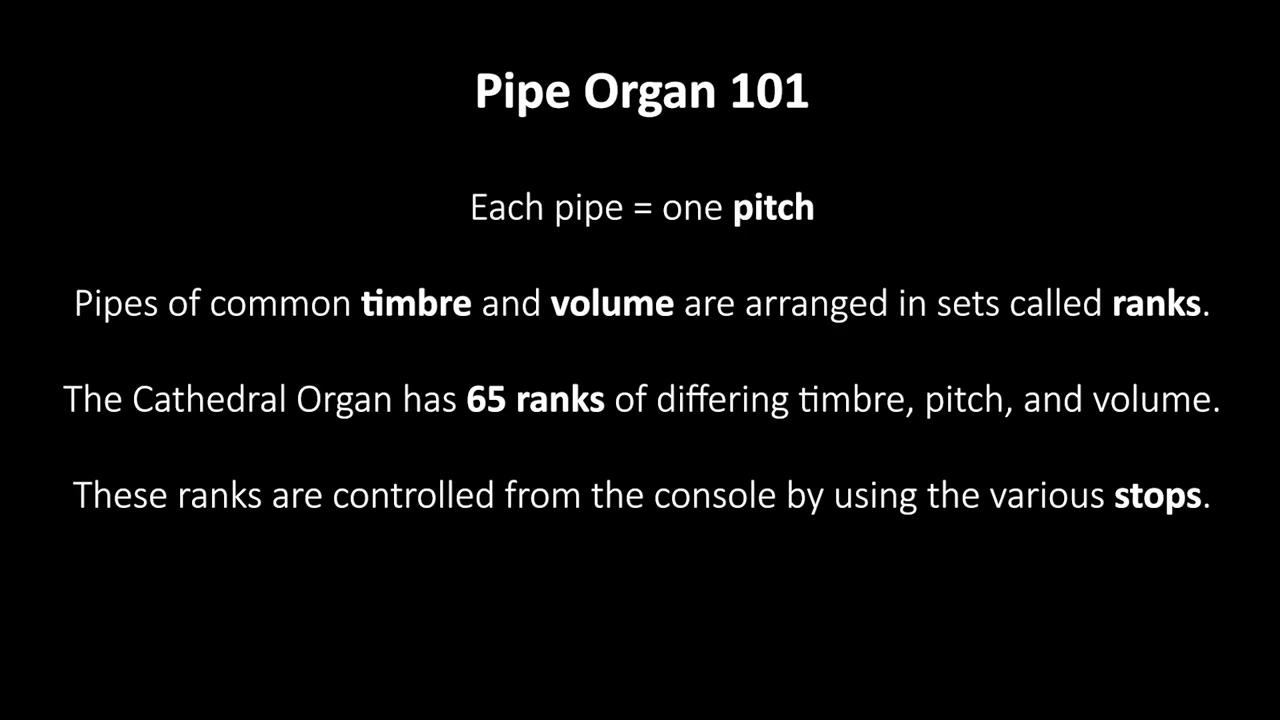 Pipe Organ 101
Each pipe = one pitch
Pipes of common timbre and volume are arranged in sets called ranks.
The Cathedral Organ has 65 ranks of differing timbre, pitch, and volume.
These ranks are controlled from the console by using the various stops.